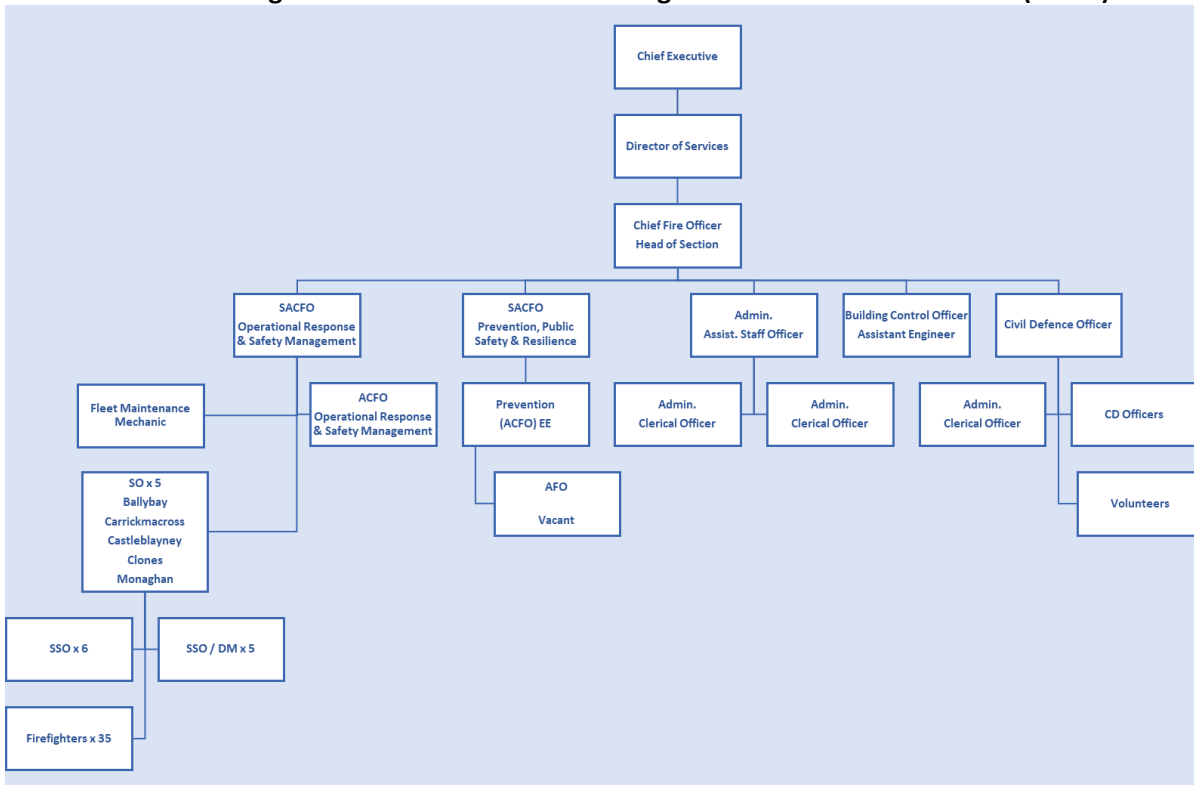 Chief Executive
Director of Services
Chief Fire Officer
Head of Section
SACFO
Operational Response
& Safety Management
SACFO
Prevention, Public
Safety & Resilience
Admin.
Assist. Staff Officer
Building Control Officer
Assistant Engineer
Civil Defence Officer
Fleet Maintenance
Mechanic
ACFO
Operational Response
& Safety Management
Prevention
(ACFO) EE
Admin.
Clerical Officer
Admin.
Clerical Officer
Admin.
Clerical Officer
CD Officers
SO x 5
Ballybay
Carrickmacross
Castleblayney
Clones
Monaghan
AFO
Vacant
Volunteers
SSO x 6
SSO / DM x 5
Firefighters x 35